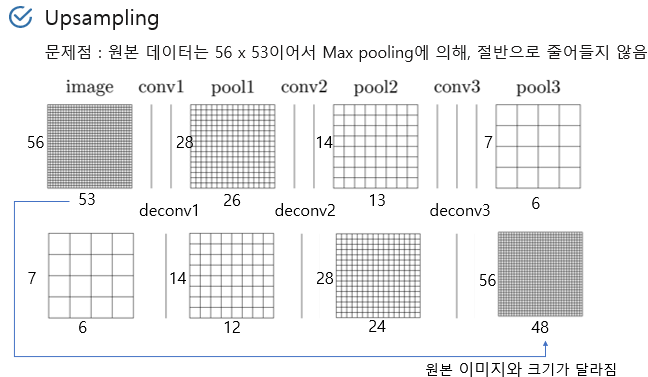 Upsampling
문제점 : 원본 데이터는 56 x 53이어서 Max pooling에 의해, 절반으로 줄어들지 않음
image conv1 pool1 conv2 pool2 conv3 pool3
56 28 14 7
53 26 13 6
deconv1 deconv2 deconv3
7 14 28 56
6 12 24 48
원본 이미지와 크기가 달라짐